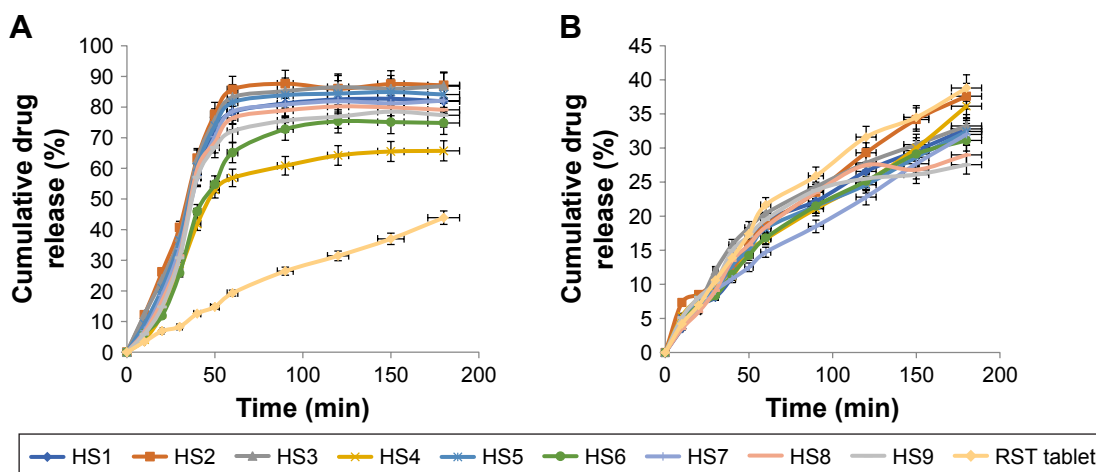 A
Cumulative drug
release (%)
100
90
80
70
60
50
40
30
20
10
0
0 50 100 150 200
Time (min)
B
Cumulative drug
release (%)
45
40
35
30
25
20
15
10
5
0
0 50 100 150 200
Time (min)
HS1 HS2 HS3 HS4 HS5 HS6 HS7 HS8 HS9 RST tablet